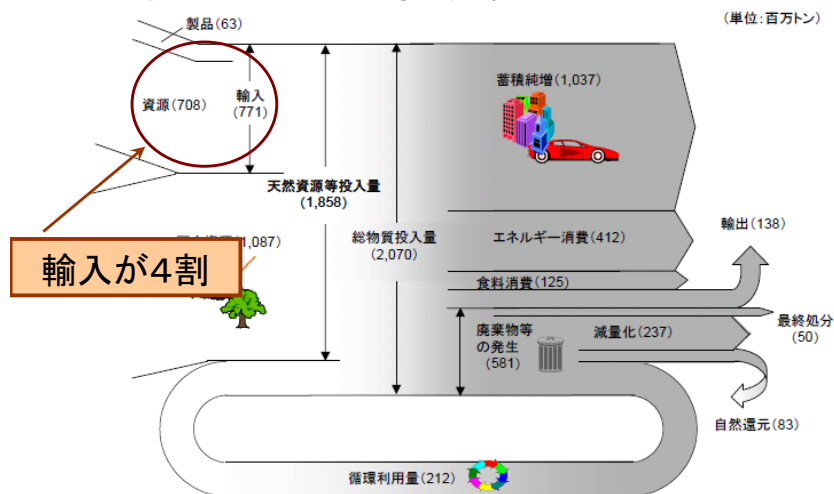 (単位:百万トン)
製品(63)
資源(708)
輸入
(771)
天然資源等投入量
(1,858)
1,087)
輸入が4割
総物質投入量
(2,070)
蓄積純増(1,037)
エネルギー消費(412)
食料消費(125)
輸出(138)
廃棄物等
の発生
(581)
減量化(237)
最終処分
(50)
自然還元(83)
循環利用量(212)